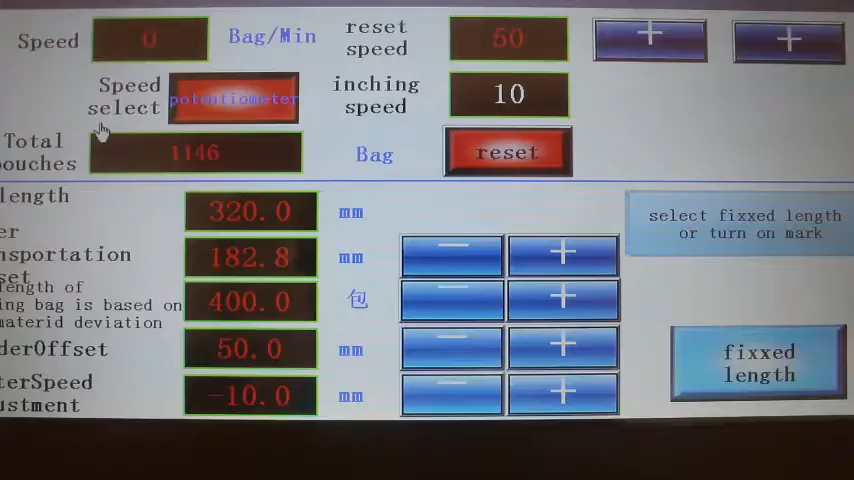 Speed 0 Bag/Min reset speed 50 + +
Speed select potentiometer inching speed 10
Total pouches 1146 Bag reset
length 320.0 mm select fixxed length or turn on mark
er
nsportation 182.8 mm — +
set
length of
ing bag is based on 400.0 包 — +
materid deviation
derOffset 50.0 mm — + fixxed length
terSpeed
ustment -10.0 mm — +